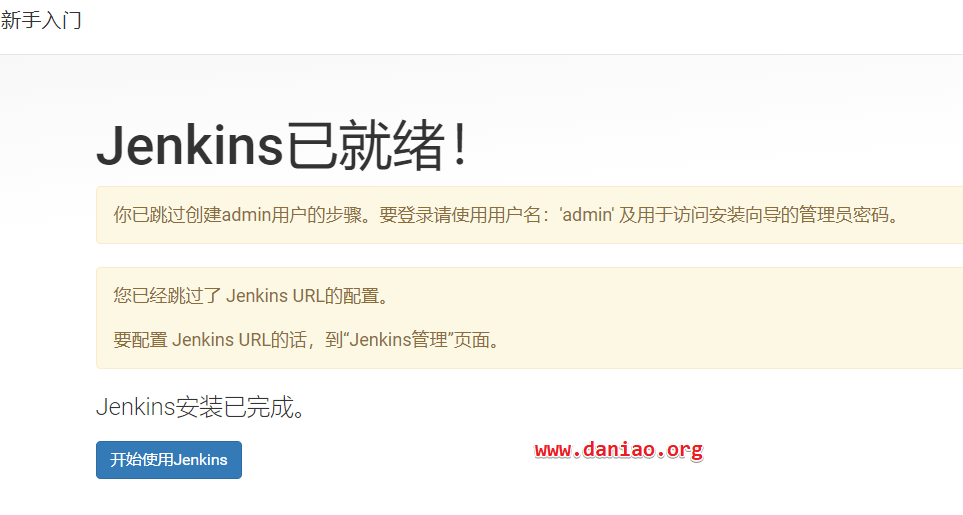 新手入门
Jenkins已就绪！
你已跳过创建admin用户的步骤。要登录请使用用户名：'admin' 及用于访问安装向导的管理员密码。
您已经跳过了 Jenkins URL的配置。
要配置 Jenkins URL的话，到“Jenkins管理”页面。
Jenkins安装已完成。
开始使用Jenkins
www.daniao.org